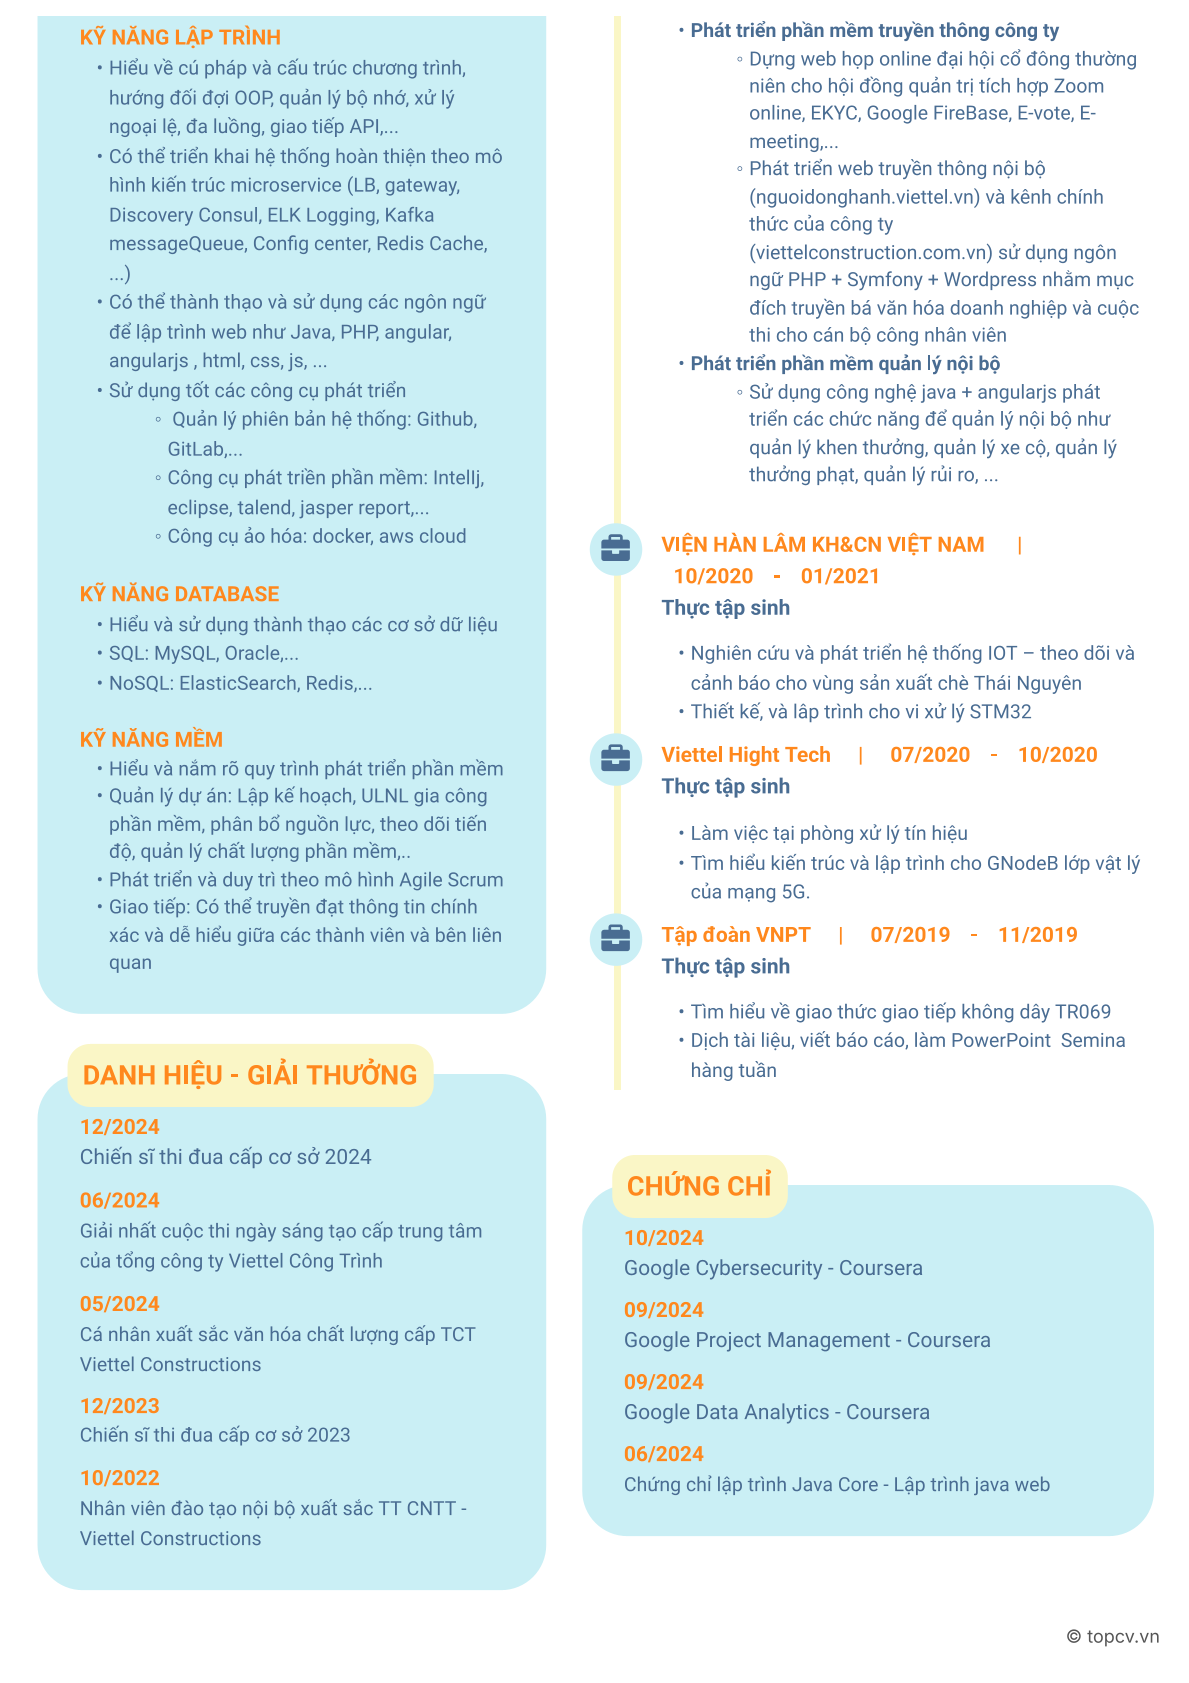 KỸ NĂNG LẬP TRÌNH
• Hiểu về cú pháp và cấu trúc chương trình,
hướng đối đợi OOP, quản lý bộ nhớ, xử lý
ngoại lệ, đa luồng, giao tiếp API,...
• Có thể triển khai hệ thống hoàn thiện theo mô
hình kiến trúc microservice (LB, gateway,
Discovery Consul, ELK Logging, Kafka
messageQueue, Config center, Redis Cache,
...)
• Có thể thành thạo và sử dụng các ngôn ngữ
để lập trình web như Java, PHP, angular,
angularjs , html, css, js, ...
• Sử dụng tốt các công cụ phát triển
◦ Quản lý phiên bản hệ thống: Github,
GitLab,...
◦ Công cụ phát triền phần mềm: Intellj,
eclipse, talend, jasper report,...
◦ Công cụ ảo hóa: docker, aws cloud
KỸ NĂNG DATABASE
• Hiểu và sử dụng thành thạo các cơ sở dữ liệu
• SQL: MySQL, Oracle,...
• NoSQL: ElasticSearch, Redis,...
KỸ NĂNG MỀM
• Hiểu và nắm rõ quy trình phát triển phần mềm
• Quản lý dự án: Lập kế hoạch, ULNL gia công
phần mềm, phân bổ nguồn lực, theo dõi tiến
độ, quản lý chất lượng phần mềm,..
• Phát triển và duy trì theo mô hình Agile Scrum
• Giao tiếp: Có thể truyền đạt thông tin chính
xác và dễ hiểu giữa các thành viên và bên liên
quan
DANH HIỆU - GIẢI THƯỞNG
12/2024
Chiến sĩ thi đua cấp cơ sở 2024
06/2024
Giải nhất cuộc thi ngày sáng tạo cấp trung tâm
của tổng công ty Viettel Công Trình
05/2024
Cá nhân xuất sắc văn hóa chất lượng cấp TCT
Viettel Constructions
12/2023
Chiến sĩ thi đua cấp cơ sở 2023
10/2022
Nhân viên đào tạo nội bộ xuất sắc TT CNTT -
Viettel Constructions
• Phát triển phần mềm truyền thông công ty
◦ Dựng web họp online đại hội cổ đông thường
niên cho hội đồng quản trị tích hợp Zoom
online, EKYC, Google FireBase, E-vote, E-
meeting,...
◦ Phát triển web truyền thông nội bộ
(nguoidonghanh.viettel.vn) và kênh chính
thức của công ty
(viettelconstruction.com.vn) sử dụng ngôn
ngữ PHP + Symfony + Wordpress nhằm mục
đích truyền bá văn hóa doanh nghiệp và cuộc
thi cho cán bộ công nhân viên
• Phát triển phần mềm quản lý nội bộ
◦ Sử dụng công nghệ java + angularjs phát
triển các chức năng để quản lý nội bộ như
quản lý khen thưởng, quản lý xe cộ, quản lý
thưởng phạt, quản lý rủi ro, ...
VIỆN HÀN LÂM KH&CN VIỆT NAM |
10/2020 - 01/2021
Thực tập sinh
• Nghiên cứu và phát triển hệ thống IOT – theo dõi và
cảnh báo cho vùng sản xuất chè Thái Nguyên
• Thiết kế, và lâp trình cho vi xử lý STM32
Viettel Hight Tech | 07/2020 - 10/2020
Thực tập sinh
• Làm việc tại phòng xử lý tín hiệu
• Tìm hiểu kiến trúc và lập trình cho GNodeB lớp vật lý
của mạng 5G.
Tập đoàn VNPT | 07/2019 - 11/2019
Thực tập sinh
• Tìm hiểu về giao thức giao tiếp không dây TR069
• Dịch tài liệu, viết báo cáo, làm PowerPoint Semina
hàng tuần
CHỨNG CHỈ
10/2024
Google Cybersecurity - Coursera
09/2024
Google Project Management - Coursera
09/2024
Google Data Analytics - Coursera
06/2024
Chứng chỉ lập trình Java Core - Lập trình java web
© topcv.vn